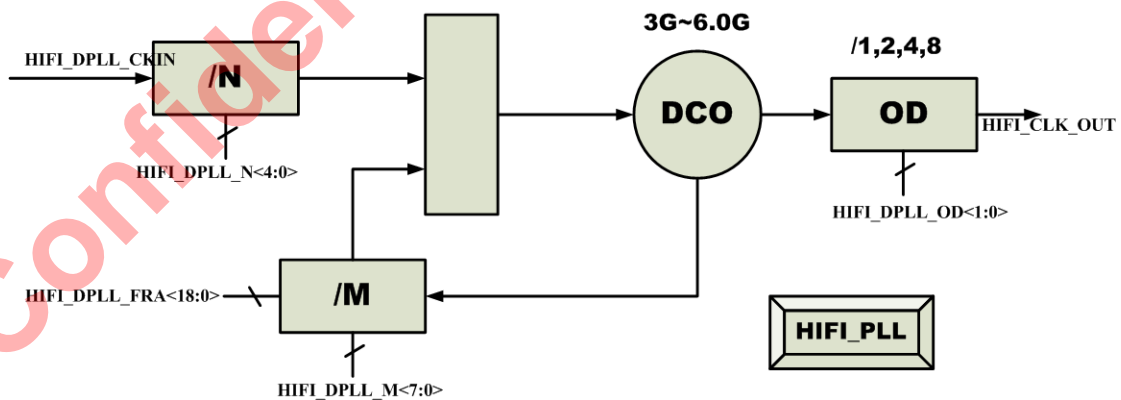 3G~6.0G
/1,2,4,8
HIFI_DPLL_CKIN
/N
DCO
OD
HIFI_CLK_OUT
HIFI_DPLL_N<4:0>
HIFI_DPLL_OD<1:0>
HIFI_DPLL_FRA<18:0>
/M
HIFI_PLL
HIFI_DPLL_M<7:0>
Confider